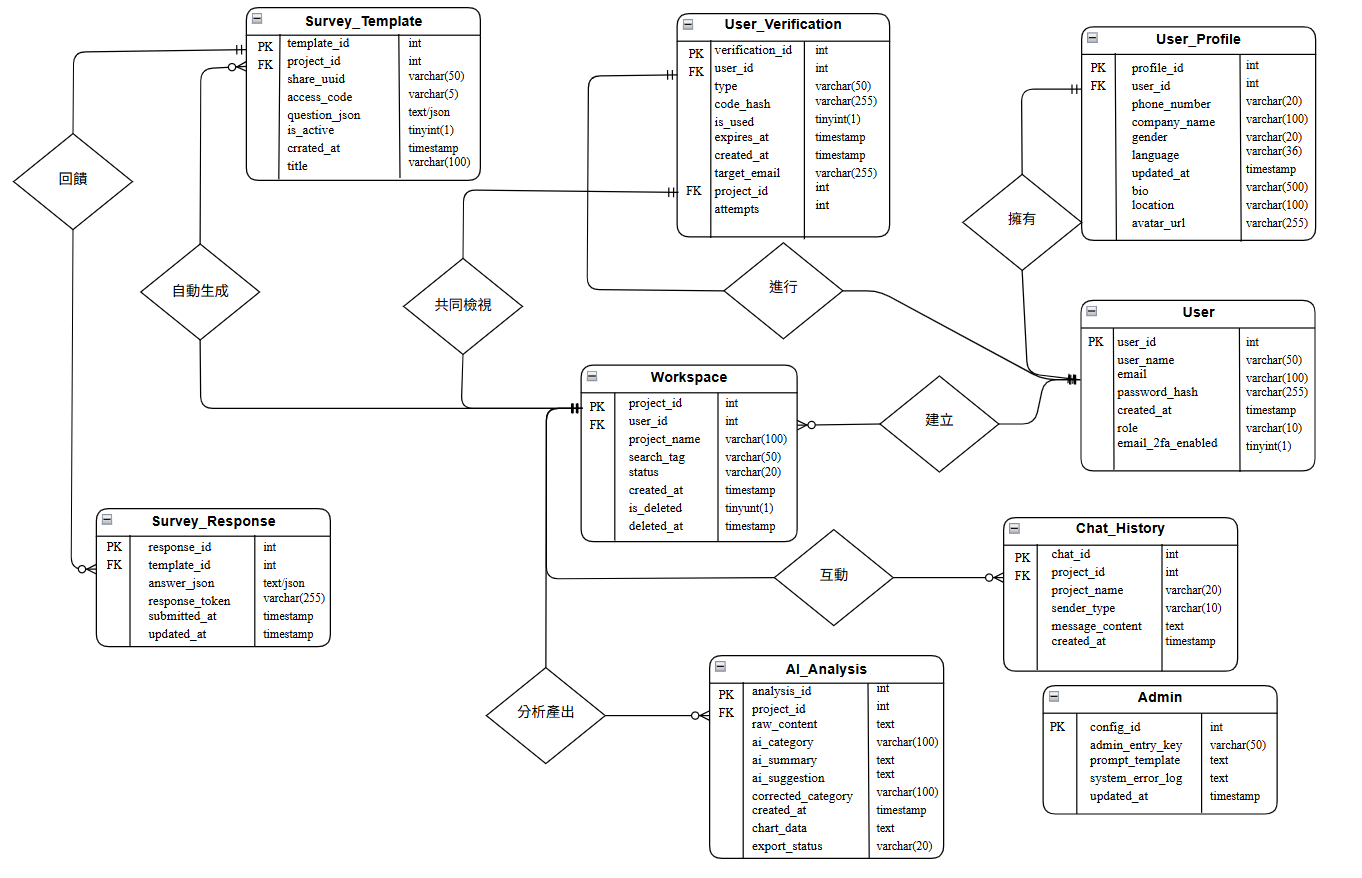 Survey_Template
PK template_id int
FK project_id int
share_uuid varchar(50)
access_code varchar(5)
question_json text/json
is_active tinyint(1)
crrated_at timestamp
title varchar(100)
User_Verification
PK verification_id int
FK user_id int
type varchar(50)
code_hash varchar(255)
is_used tinyint(1)
expires_at timestamp
created_at timestamp
target_email varchar(255)
FK project_id int
attempts int
User_Profile
PK profile_id int
FK user_id int
phone_number varchar(20)
company_name varchar(100)
gender varchar(20)
language varchar(36)
updated_at timestamp
bio varchar(500)
location varchar(100)
avatar_url varchar(255)
回饋
自動生成
共同檢視
進行
擁有
User
PK user_id int
user_name varchar(50)
email varchar(100)
password_hash varchar(255)
created_at timestamp
role varchar(10)
email_2fa_enabled tinyint(1)
Workspace
PK project_id int
FK user_id int
project_name varchar(100)
search_tag varchar(50)
status varchar(20)
created_at timestamp
is_deleted tinyunt(1)
deleted_at timestamp
建立
Survey_Response
PK response_id int
FK template_id int
answer_json text/json
response_token varchar(255)
submitted_at timestamp
updated_at timestamp
互動
Chat_History
PK chat_id int
FK project_id int
project_name varchar(20)
sender_type varchar(10)
message_content text
created_at timestamp
分析產出
AI_Analysis
PK analysis_id int
FK project_id int
raw_content text
ai_category varchar(100)
ai_summary text
ai_suggestion text
corrected_category varchar(100)
created_at timestamp
chart_data text
export_status varchar(20)
Admin
PK config_id int
admin_entry_key varchar(50)
prompt_template text
system_error_log text
updated_at timestamp